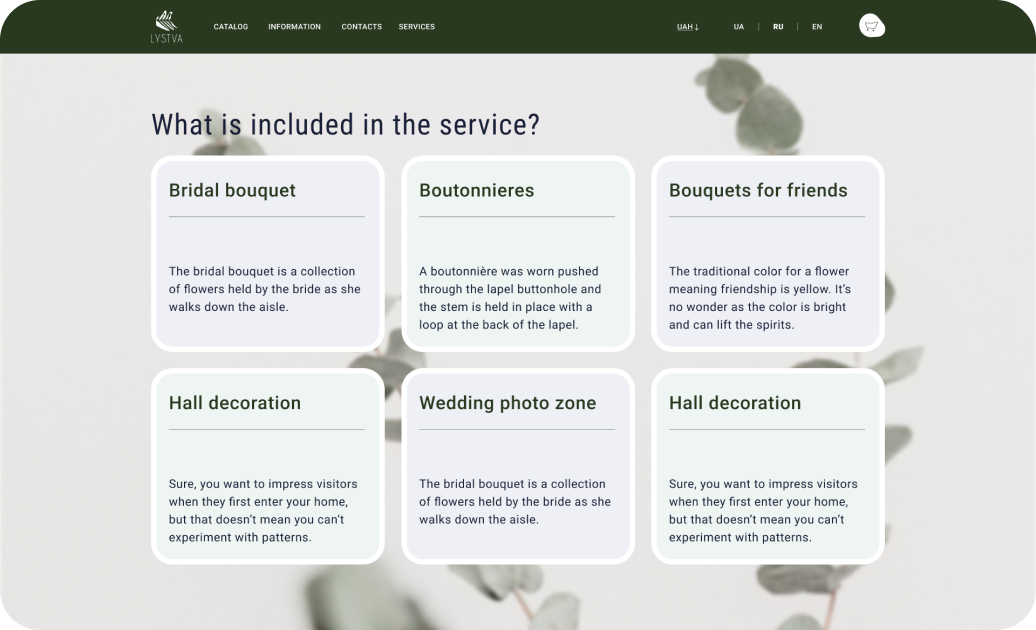 LYSTVA
CATALOG
INFORMATION
CONTACTS
SERVICES
UAH↓
UA | RU | EN
What is included in the service?
Bridal bouquet
The bridal bouquet is a collection
of flowers held by the bride as she
walks down the aisle.
Boutonnieres
A boutonnière was worn pushed
through the lapel buttonhole and
the stem is held in place with a
loop at the back of the lapel.
Bouquets for friends
The traditional color for a flower
meaning friendship is yellow. It’s
no wonder as the color is bright
and can lift the spirits.
Hall decoration
Sure, you want to impress visitors
when they first enter your home,
but that doesn’t mean you can’t
experiment with patterns.
Wedding photo zone
The bridal bouquet is a collection
of flowers held by the bride as she
walks down the aisle.
Hall decoration
Sure, you want to impress visitors
when they first enter your home,
but that doesn’t mean you can’t
experiment with patterns.